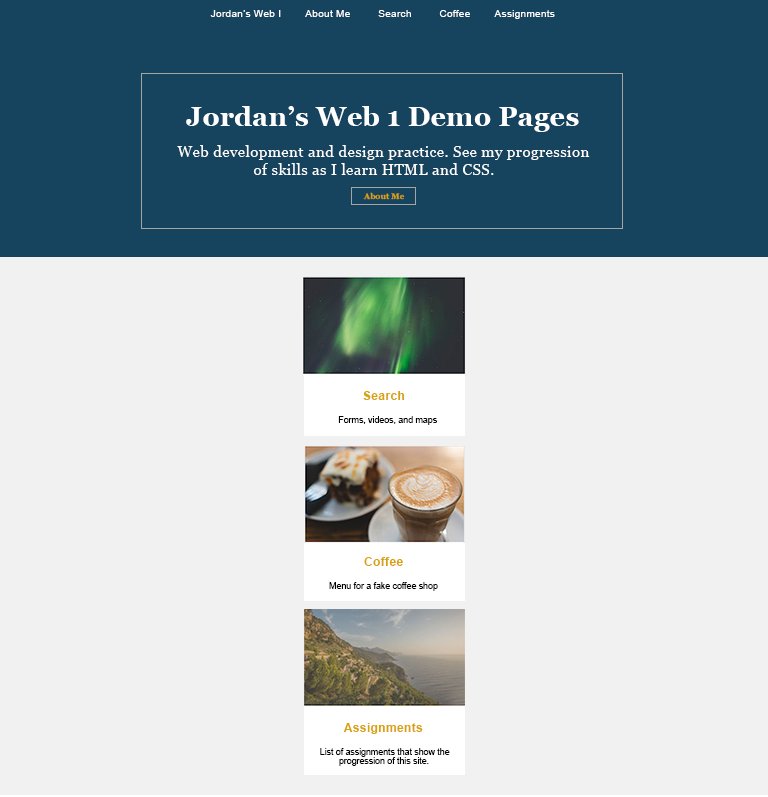 Jordan's Web I About Me Search Coffee Assignments
Jordan’s Web 1 Demo Pages
Web development and design practice. See my progression
of skills as I learn HTML and CSS.
About Me
Search
Forms, videos, and maps
Coffee
Menu for a fake coffee shop
Assignments
List of assignments that show the
progression of this site.